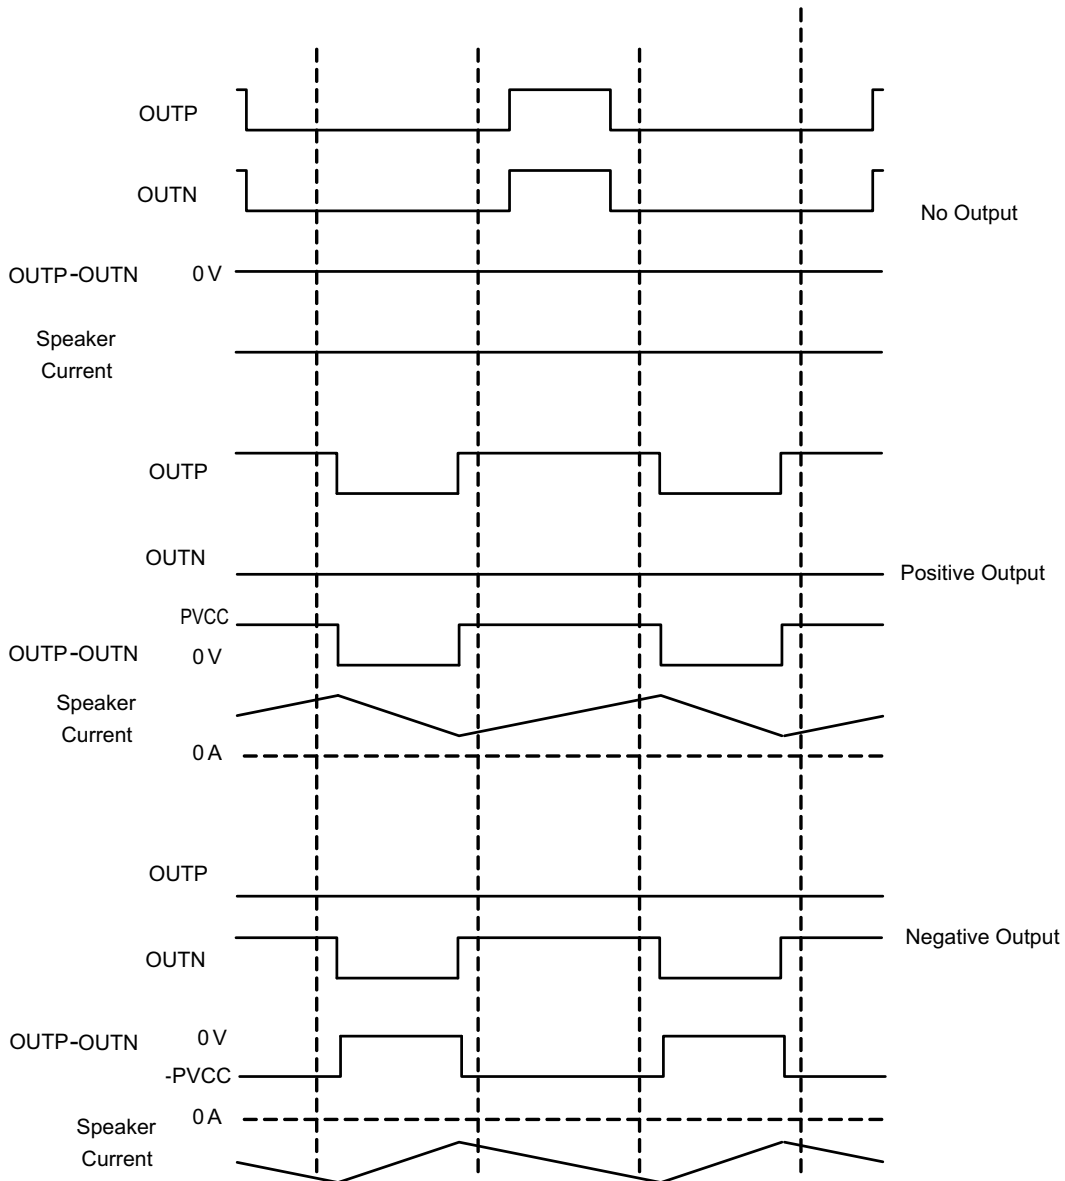 OUTP
OUTN
No Output
OUTP-OUTN 0 V
Speaker
Current
OUTP
OUTN
Positive Output
PVCC
OUTP-OUTN 0 V
Speaker
Current
0 A
OUTP
Negative Output
OUTN
OUTP-OUTN 0 V
-PVCC
0 A
Speaker
Current